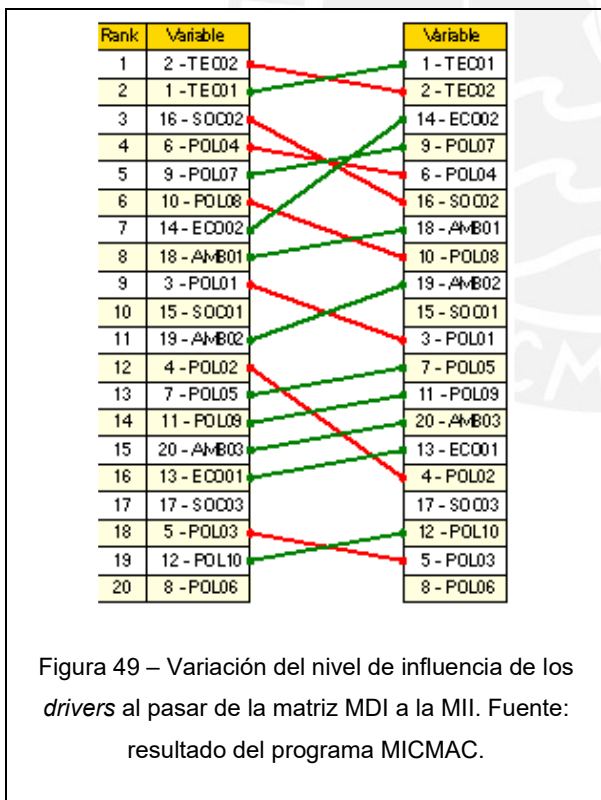 Rank Variable Variable
1 2 - TEC02 1 - TEC01
2 1 - TEC01 2 - TEC02
3 16 - SOC02 14 - ECO02
4 6 - POL04 9 - POL07
5 9 - POL07 6 - POL04
6 10 - POL08 16 - SOC02
7 14 - ECO02 18 - AMB01
8 18 - AMB01 10 - POL08
9 3 - POL01 19 - AMB02
10 15 - SOC01 15 - SOC01
11 19 - AMB02 3 - POL01
12 4 - POL02 7 - POL05
13 7 - POL05 11 - POL09
14 11 - POL09 20 - AMB03
15 20 - AMB03 13 - ECO01
16 13 - ECO01 4 - POL02
17 17 - SOC03 17 - SOC03
18 5 - POL03 12 - POL10
19 12 - POL10 5 - POL03
20 8 - POL06 8 - POL06
Figura 49 – Variación del nivel de influencia de los
drivers al pasar de la matriz MDI a la MII. Fuente:
resultado del programa MICMAC.